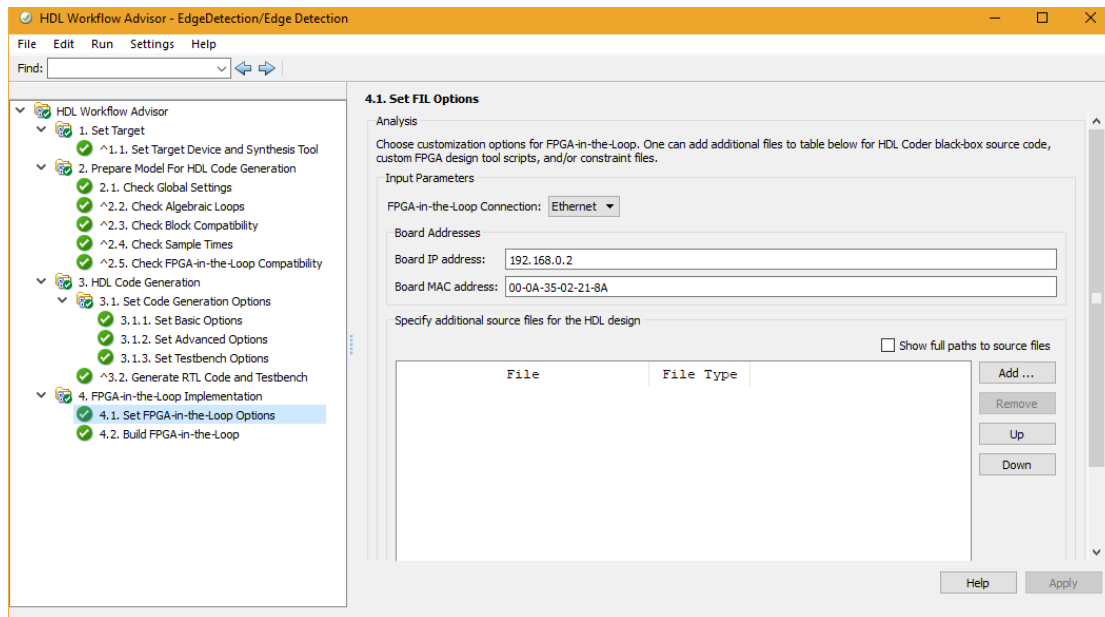 HDL Workflow Advisor - EdgeDetection/Edge Detection
File Edit Run Settings Help
Find:
HDL Workflow Advisor
1. Set Target
^1.1. Set Target Device and Synthesis Tool
2. Prepare Model For HDL Code Generation
2.1. Check Global Settings
^2.2. Check Algebraic Loops
^2.3. Check Block Compatibility
^2.4. Check Sample Times
^2.5. Check FPGA-in-the-Loop Compatibility
3. HDL Code Generation
3.1. Set Code Generation Options
3.1.1. Set Basic Options
3.1.2. Set Advanced Options
3.1.3. Set Testbench Options
^3.2. Generate RTL Code and Testbench
4. FPGA-in-the-Loop Implementation
4.1. Set FPGA-in-the-Loop Options
4.2. Build FPGA-in-the-Loop
4.1. Set FIL Options
Analysis
Choose customization options for FPGA-in-the-Loop. One can add additional files to table below for HDL Coder black-box source code,
custom FPGA design tool scripts, and/or constraint files.
Input Parameters
FPGA-in-the-Loop Connection: Ethernet
Board Addresses
Board IP address: 192.168.0.2
Board MAC address: 00-0A-35-02-21-8A
Specify additional source files for the HDL design
Show full paths to source files
File File Type
Add ...
Remove
Up
Down
Help Apply